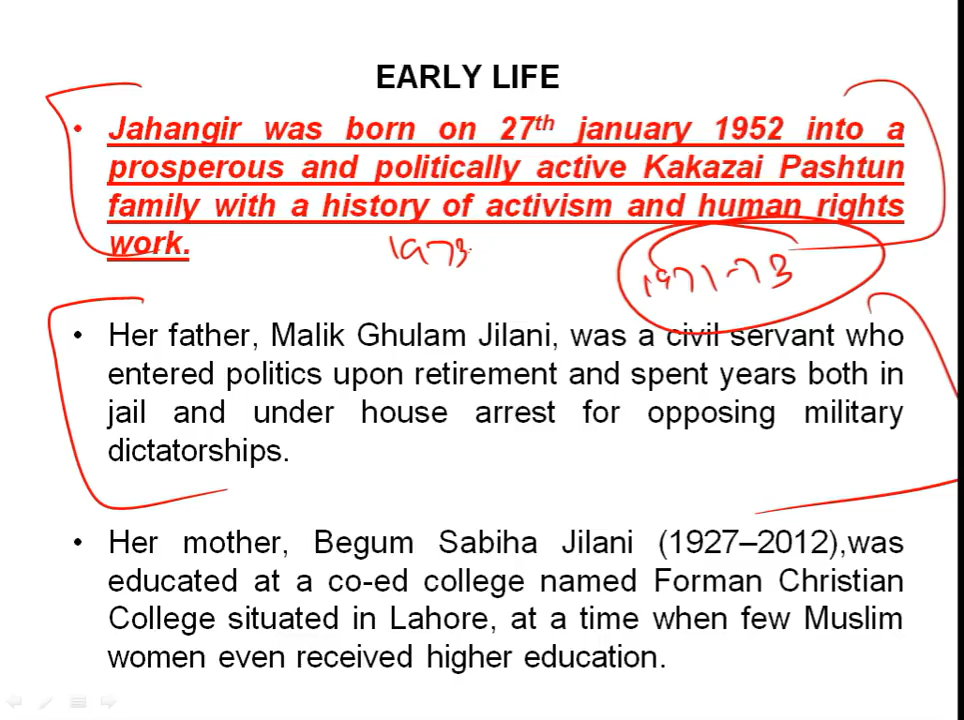 EARLY LIFE
• Jahangir was born on 27th january 1952 into a
prosperous and politically active Kakazai Pashtun
family with a history of activism and human rights
work.
1973
1971-73
• Her father, Malik Ghulam Jilani, was a civil servant who
entered politics upon retirement and spent years both in
jail and under house arrest for opposing military
dictatorships.
• Her mother, Begum Sabiha Jilani (1927–2012),was
educated at a co-ed college named Forman Christian
College situated in Lahore, at a time when few Muslim
women even received higher education.